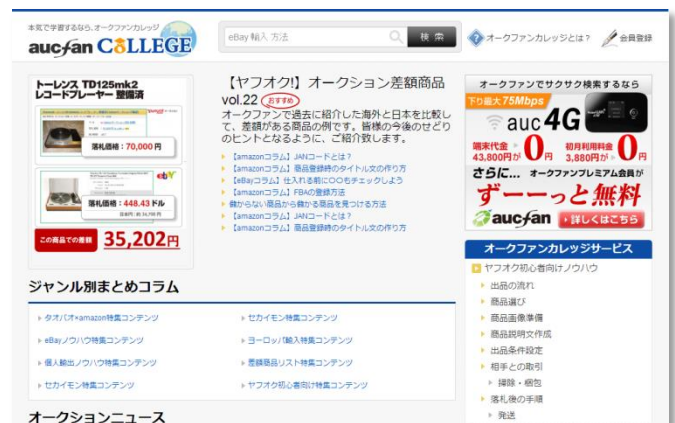 本気で学習するなら、オークファンカレッジ
aucfan COLLEGE
eBay 輸入 方法
検索
オークファンカレッジとは?
会員登録
トーレンス TD125mk2
レコードプレーヤー 整備済
落札価格:70,000 円
ebY
落札価格:448.43 ドル
この商品での差額 35,202円
【ヤフオク!】オークション差額商品
vol.22 おすすめ
オークファンで過去に紹介した海外と日本を比較し
て、差額がある商品の例です。皆様の今後のせどり
のヒントとなるように、ご紹介致します。
【amazonコラム】JANコードとは?
【amazonコラム】商品登録時のタイトル文の作り方
【eBayコラム】仕入れる前に〇〇もチェックしよう
【amazonコラム】FBAの登録方法
儲からない商品から儲かる商品を見つける方法
【amazonコラム】JANコードとは?
【amazonコラム】商品登録時のタイトル文の作り方
オークファンでサクサク検索するなら
下り最大75Mbps
auc 4G
端末代金
43,800円が 0円
初月利用料金
3,880円が 0円
さらに… オークファンプレミアム会員が
ずーーっと無料
aucfan
詳しくはこちら
オークファンカレッジサービス
ヤフオク初心者向けノウハウ
出品の流れ
商品選び
商品画像準備
商品説明文作成
出品条件設定
相手との取引
掃除・梱包
落札後の手順
発送
ジャンル別まとめコラム
タオバオ×amazon特集コンテンツ
セカイモン特集コンテンツ
eBayノウハウ特集コンテンツ
ヨーロッパ輸入特集コンテンツ
個人輸出ノウハウ特集コンテンツ
差額商品リスト特集コンテンツ
セカイモン特集コンテンツ
ヤフオク初心者向け特集コンテンツ
オークションニュース